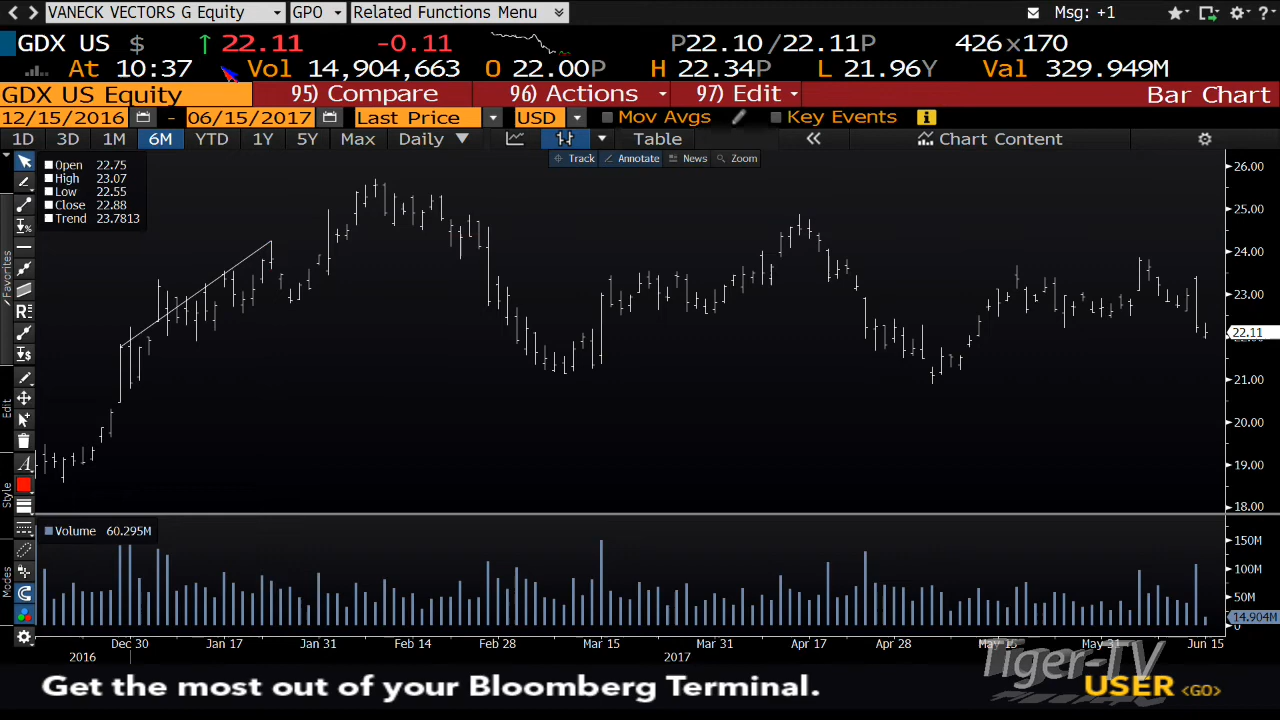 VANECK VECTORS G Equity GPO Related Functions Menu Msg: +1 ?
GDX US $ ↑ 22.11 -0.11 P22.10 /22.11P 426x170
At 10:37 Vol 14,904,663 O 22.00P H 22.34P L 21.96Y Val 329.949M
GDX US Equity 95) Compare 96) Actions 97) Edit Bar Chart
12/15/2016 - 06/15/2017 Last Price USD Mov Avgs Key Events i
1D 3D 1M 6M YTD 1Y 5Y Max Daily Table Chart Content
Track Annotate News Zoom
Open 22.75
High 23.07
Low 22.55
Close 22.88
Trend 23.7813
26.00
25.00
24.00
23.00
22.11
21.00
20.00
19.00
18.00
Favorites
Edit
Style
Modes
Volume 60.295M
150M
100M
50M
14.904M
0
Dec 30 Jan 17 Jan 31 Feb 14 Feb 28 Mar 15 Mar 31 Apr 17 Apr 28 May 15 May 31 Jun 15
2016 2017
Tiger-TV
Get the most out of your Bloomberg Terminal. USER <GO>